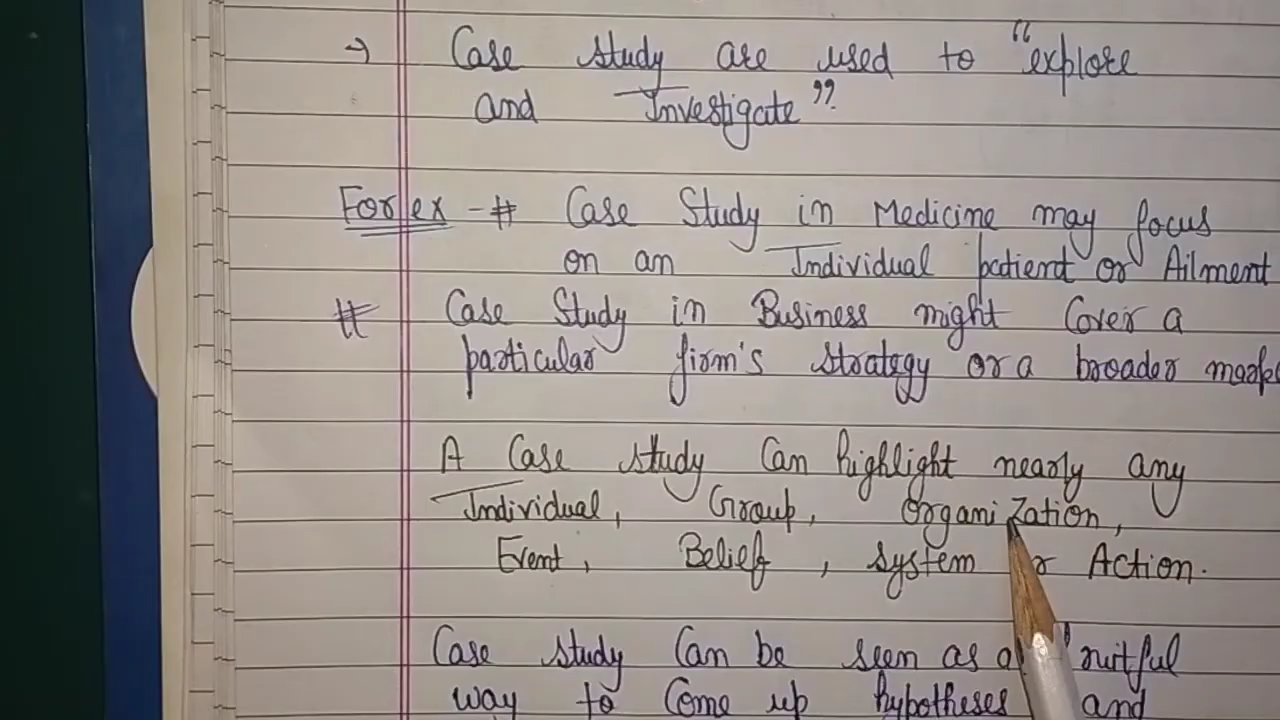 → Case study are used to "explore
and Investigate"
For ex - # Case Study in Medicine may focus
on an Individual patient or Ailment
# Case Study in Business might Cover a
particular firm's strategy or a broader
A Case study Can highlight nearly any
Individual, Group, OrganiZation,
Event, Belief, system Action.
Case study Can be seen as
way to Come up hypotheses and